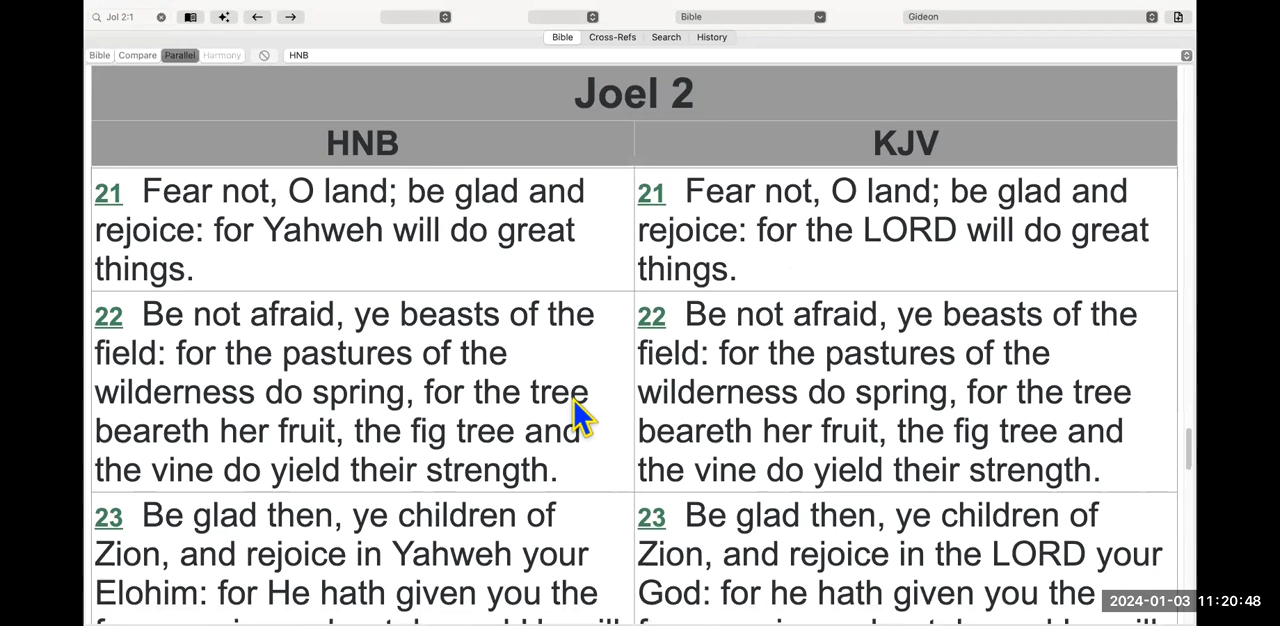 Jol 2:1
Bible
Gideon
Bible
Cross-Refs
Search
History
Bible
Compare
Parallel
Harmony
HNB
Joel 2
HNB
KJV
21 Fear not, O land; be glad and
rejoice: for Yahweh will do great
things.
21 Fear not, O land; be glad and
rejoice: for the LORD will do great
things.
22 Be not afraid, ye beasts of the
field: for the pastures of the
wilderness do spring, for the tree
beareth her fruit, the fig tree and
the vine do yield their strength.
22 Be not afraid, ye beasts of the
field: for the pastures of the
wilderness do spring, for the tree
beareth her fruit, the fig tree and
the vine do yield their strength.
23 Be glad then, ye children of
Zion, and rejoice in Yahweh your
Elohim: for He hath given you the
23 Be glad then, ye children of
Zion, and rejoice in the LORD your
God: for he hath given you the
2024-01-03 11:20:48